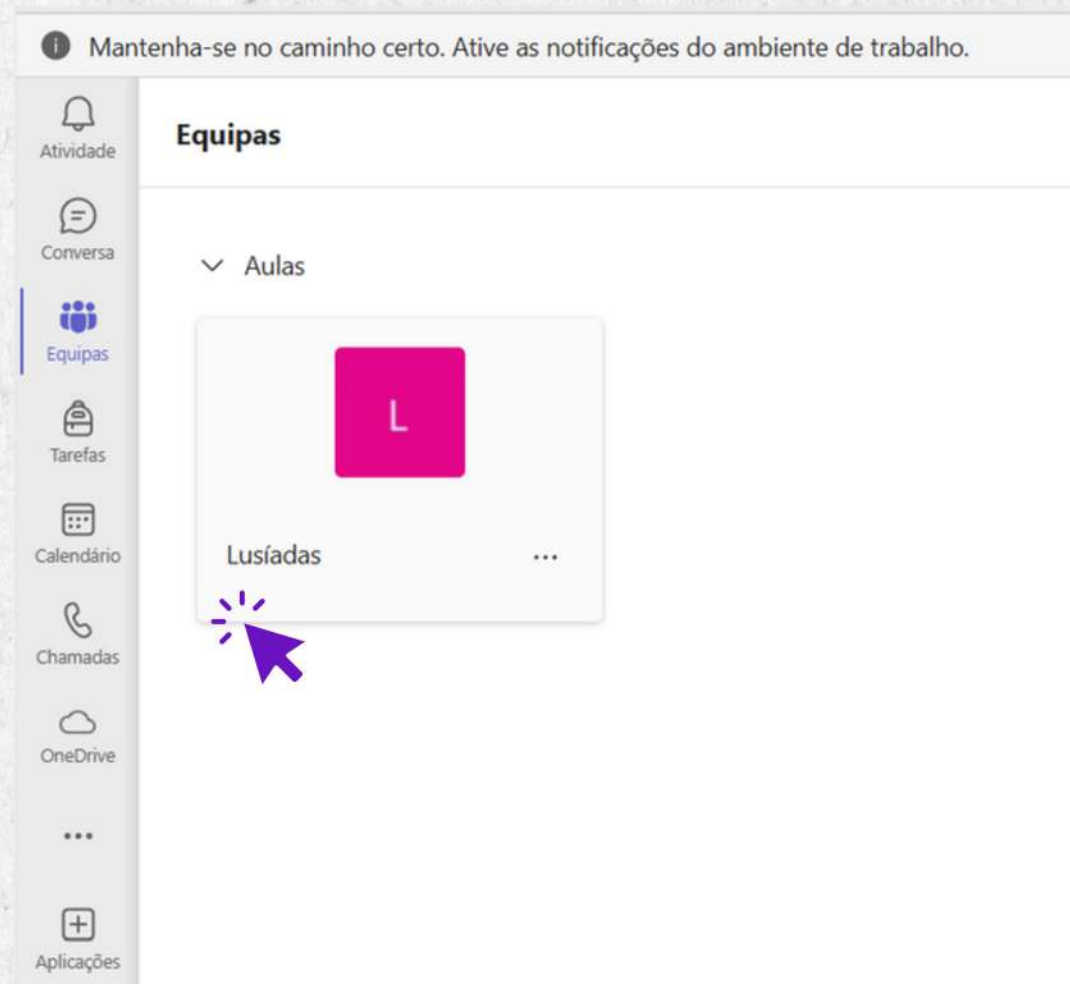 Mantenha-se no caminho certo. Ative as notificações do ambiente de trabalho.
Atividade
Conversa
Equipas
Tarefas
Calendário
Chamadas
OneDrive
Aplicações
Equipas
Aulas
L
Lusíadas